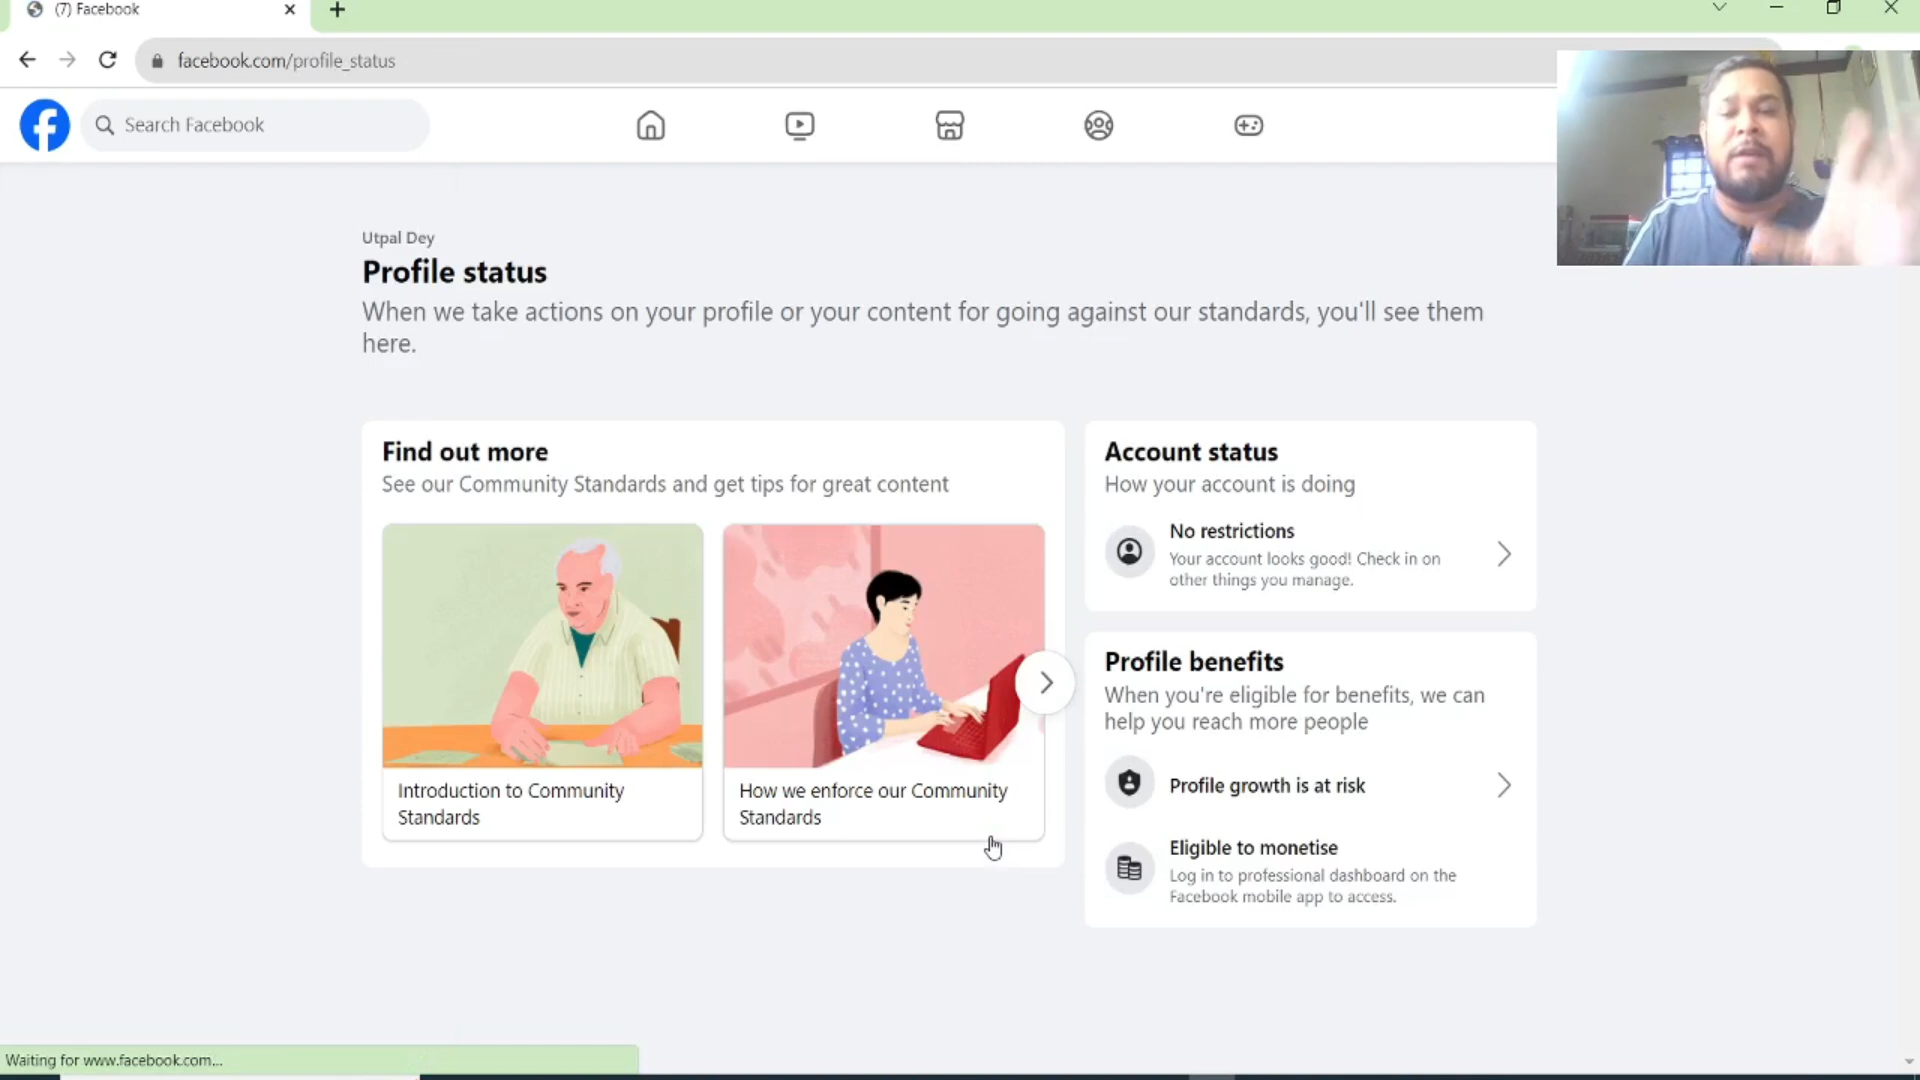 (7) Facebook
facebook.com/profile_status
Search Facebook
Utpal Dey
Profile status
When we take actions on your profile or your content for going against our standards, you'll see them
here.
Find out more
See our Community Standards and get tips for great content
Introduction to Community
Standards
How we enforce our Community
Standards
Account status
How your account is doing
No restrictions
Your account looks good! Check in on
other things you manage.
Profile benefits
When you're eligible for benefits, we can
help you reach more people
Profile growth is at risk
Eligible to monetise
Log in to professional dashboard on the
Facebook mobile app to access.
Waiting for www.facebook.com...